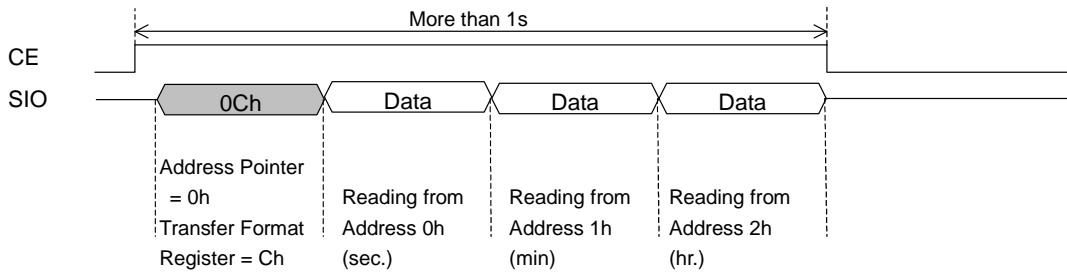 More than 1s
CE
SIO
0Ch
Data
Data
Data
Address Pointer
= 0h
Transfer Format
Register = Ch
Reading from
Address 0h
(sec.)
Reading from
Address 1h
(min)
Reading from
Address 2h
(hr.)